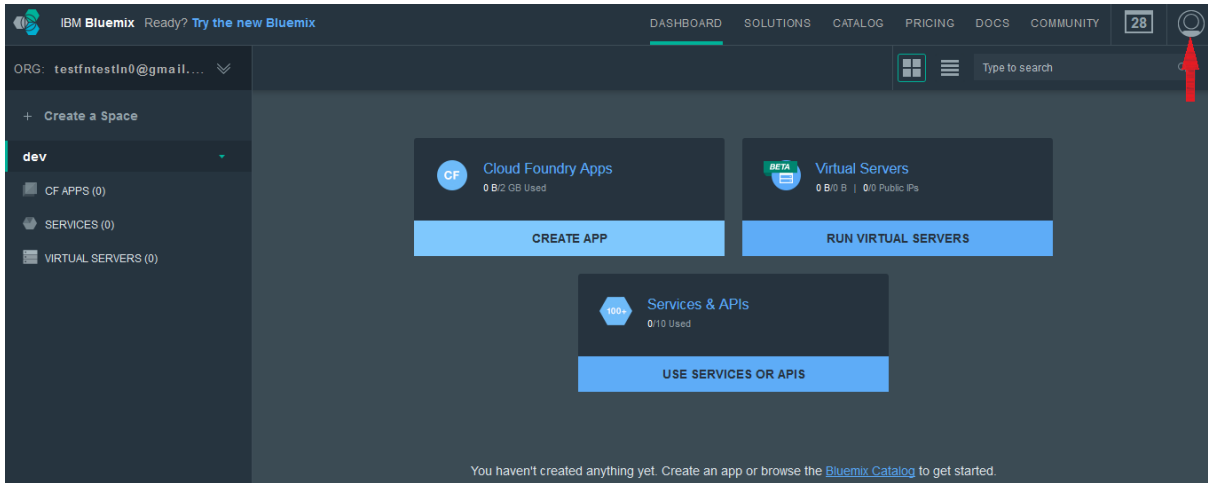 IBM Bluemix Ready? Try the new Bluemix
DASHBOARD SOLUTIONS CATALOG PRICING DOCS COMMUNITY 28
ORG: testfntestln0@gmail....
Type to search
+ Create a Space
dev
CF APPS (0)
SERVICES (0)
VIRTUAL SERVERS (0)
CF
Cloud Foundry Apps
0 B/2 GB Used
CREATE APP
BETA
Virtual Servers
0 B/0 B | 0/0 Public IPs
RUN VIRTUAL SERVERS
100+
Services & APIs
0/10 Used
USE SERVICES OR APIS
You haven't created anything yet. Create an app or browse the Bluemix Catalog to get started.